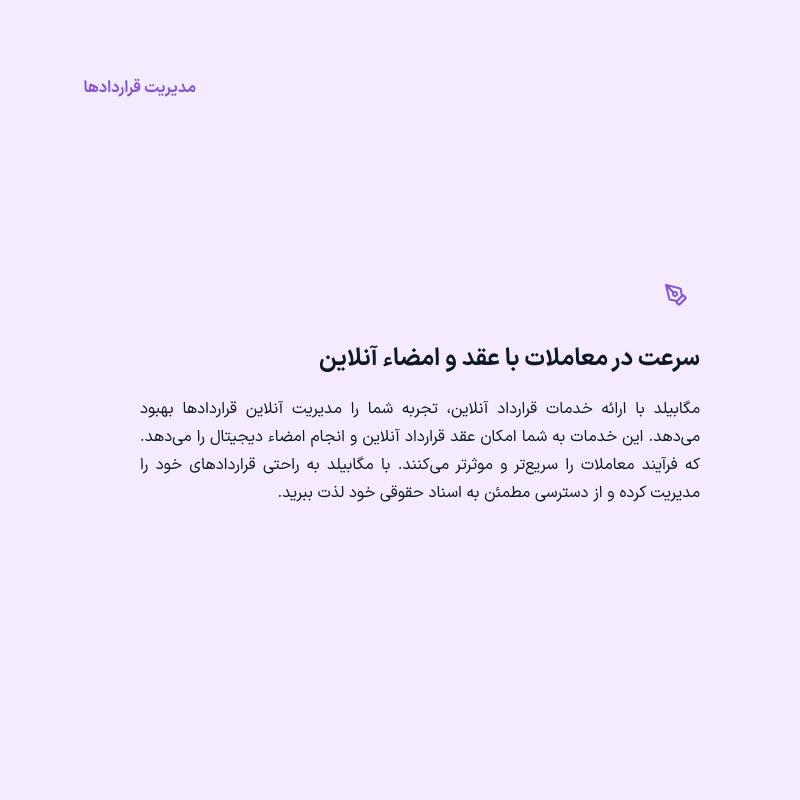 مدیریت قراردادها
سرعت در معاملات با عقد و امضاء آنلاین
مگابیلد با ارائه خدمات قرارداد آنلاین، تجربه شما را مدیریت آنلاین قراردادها بهبود
می‌دهد. این خدمات به شما امکان عقد قرارداد آنلاین و انجام امضاء دیجیتال را می‌دهد.
که فرآیند معاملات را سریع‌تر و موثرتر می‌کنند. با مگابیلد به راحتی قراردادهای خود را
مدیریت کرده و از دسترسی مطمئن به اسناد حقوقی خود لذت ببرید.